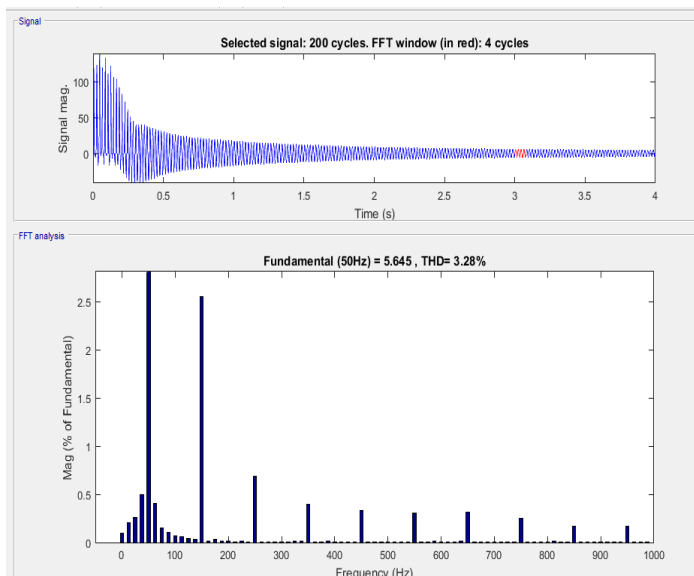 Signal
Selected signal: 200 cycles. FFT window (in red): 4 cycles
Signal mag.
100
50
0
0 0.5 1 1.5 2 2.5 3 3.5 4
Time (s)
FFT analysis
Fundamental (50Hz) = 5.645 , THD= 3.28%
Mag (% of Fundamental)
2.5
2
1.5
1
0.5
0
0 100 200 300 400 500 600 700 800 900 1000
Frequency (Hz)